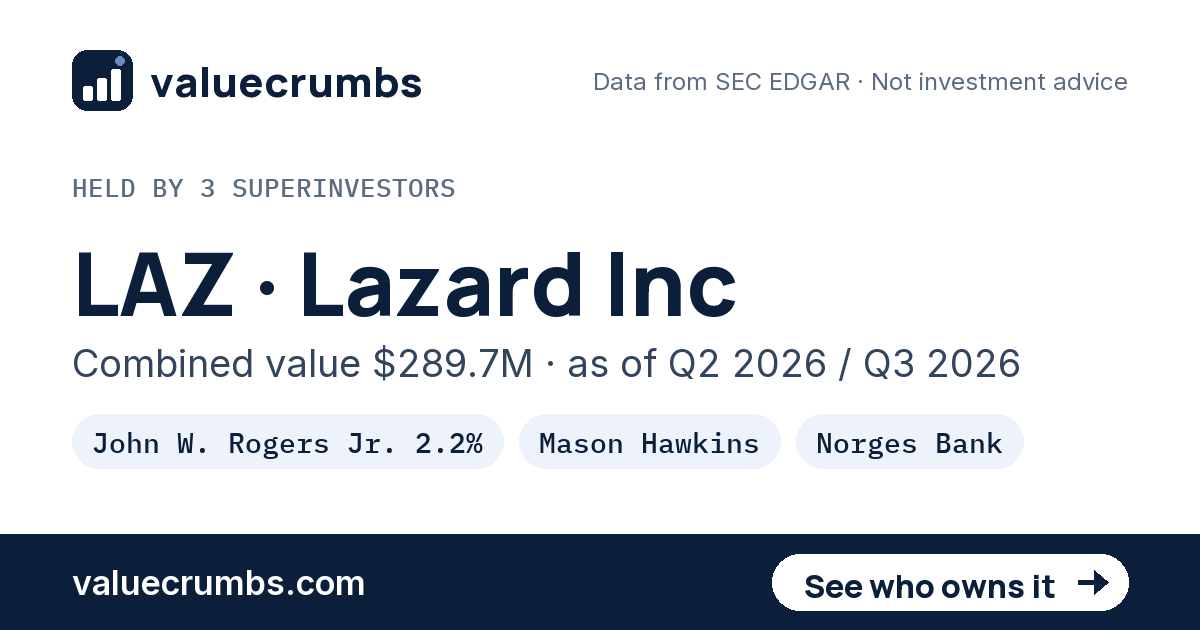 valuecrumbs
Data from SEC EDGAR · Not investment advice
HELD BY 3 SUPERINVESTORS
LAZ · Lazard Inc
Combined value $289.7M · as of Q2 2026 / Q3 2026
John W. Rogers Jr. 2.2%
Mason Hawkins
Norges Bank
valuecrumbs.com
See who owns it →